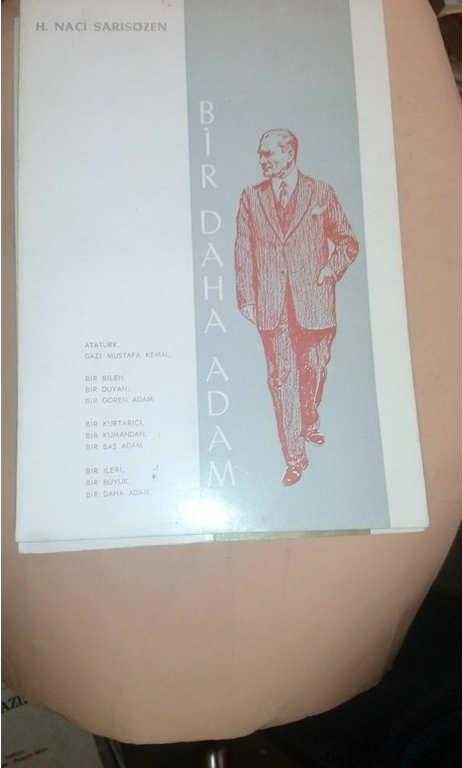 H. NACİ SARISÖZEN
BİR DAHA ADAM
ATATÜRK,
GAZİ MUSTAFA KEMAL,
BİR BİLEN,
BİR DUYAN,
BİR GÖREN ADAM.
BİR KURTARICI,
BİR KUMANDAN,
BİR BAŞ ADAM.
BİR İLERİ,
BİR BÜYÜK,
BİR DAHA ADAM.
AZI.